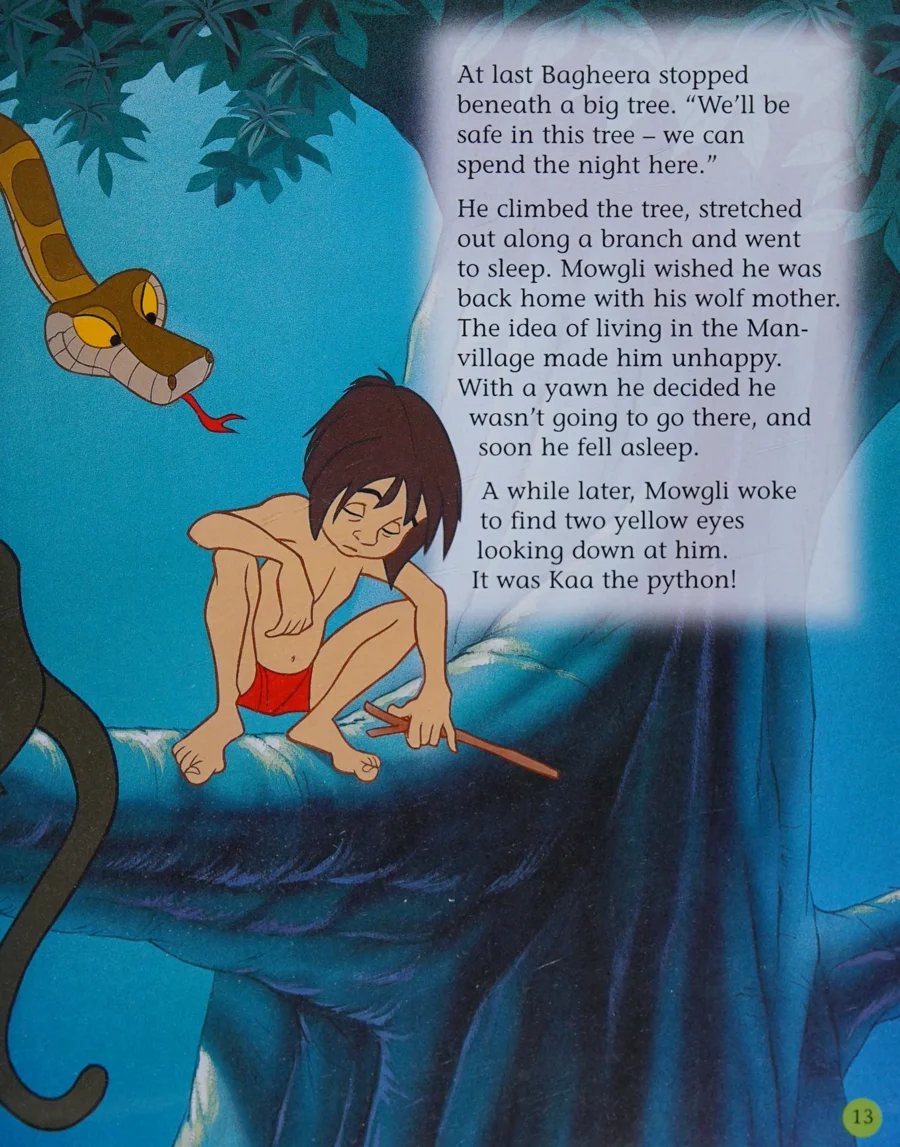 At last Bagheera stopped
beneath a big tree. “We’ll be
safe in this tree – we can
spend the night here.”
He climbed the tree, stretched
out along a branch and went
to sleep. Mowgli wished he was
back home with his wolf mother.
The idea of living in the Man-
village made him unhappy.
With a yawn he decided he
wasn’t going to go there, and
soon he fell asleep.
A while later, Mowgli woke
to find two yellow eyes
looking down at him.
It was Kaa the python!
13